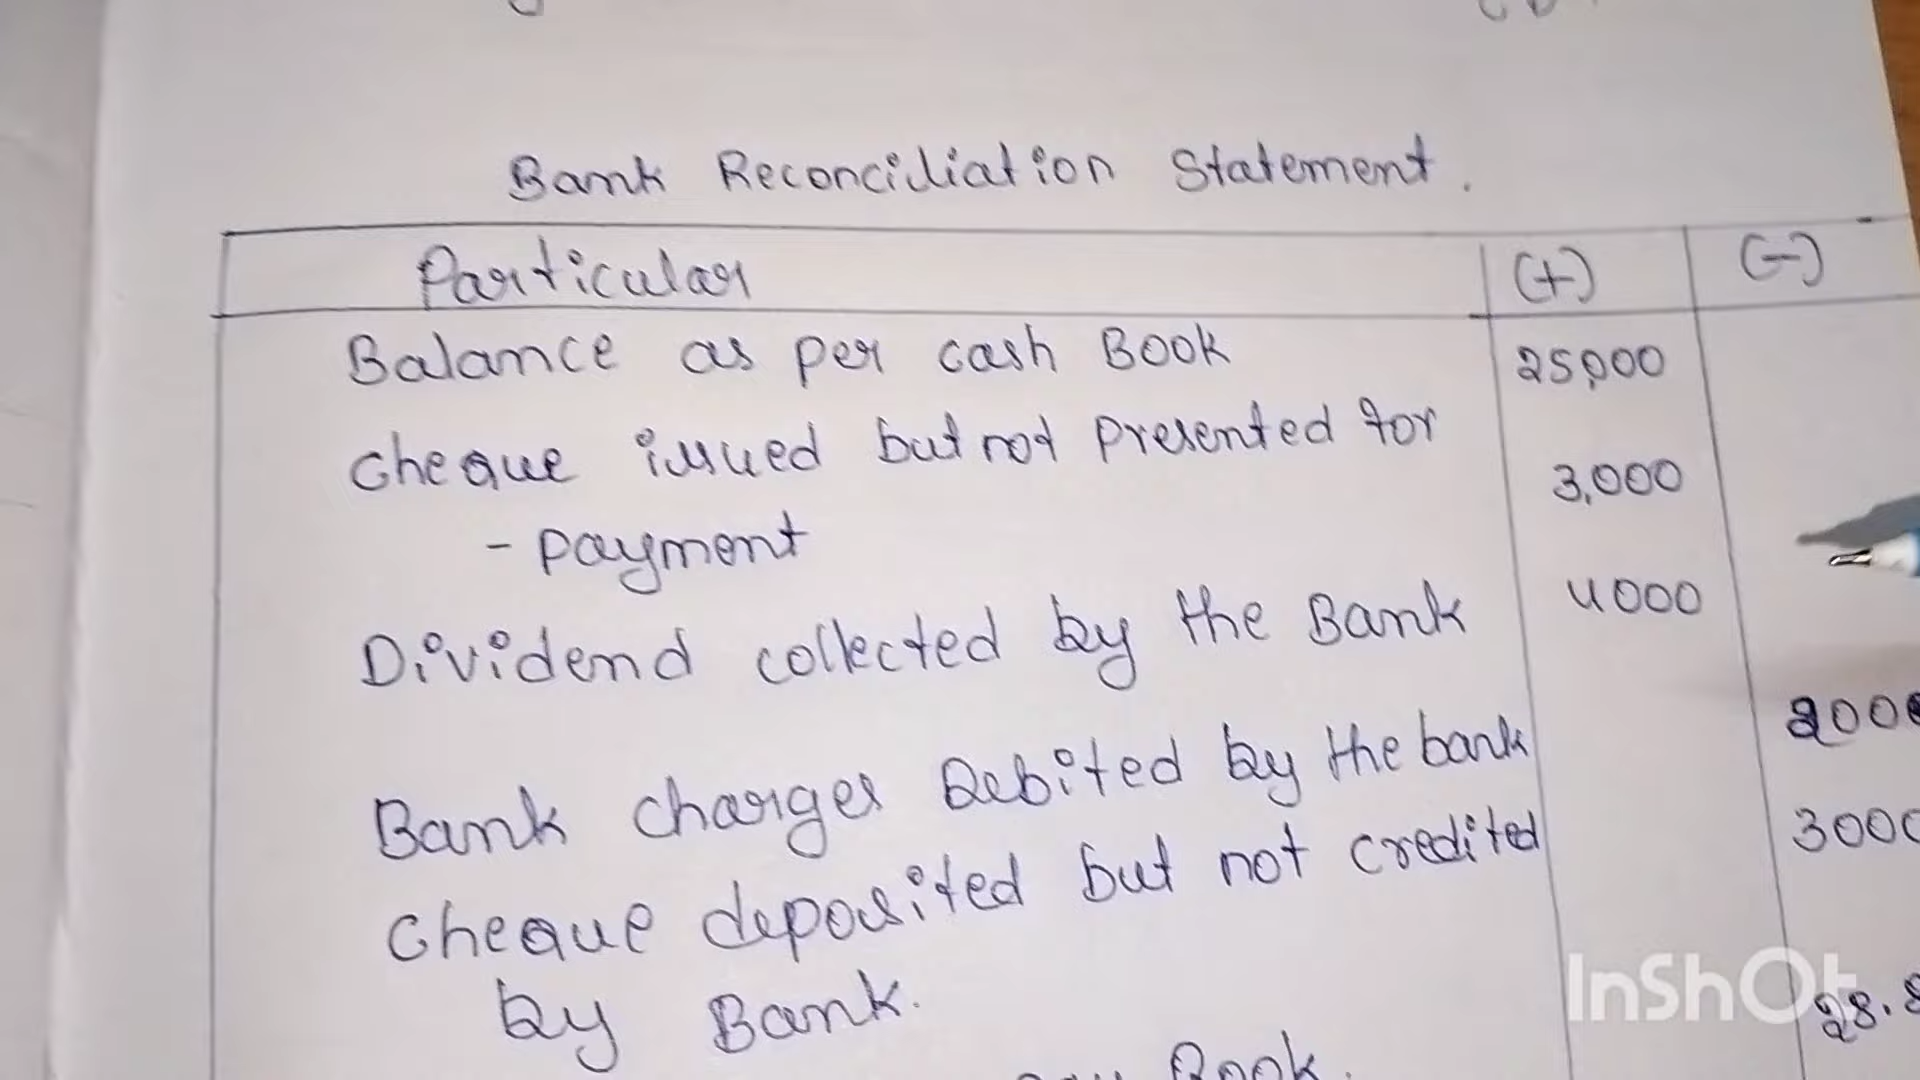 Bank Reconciliation Statement.
Particular (+) (-)
Balance as per cash Book 25,000
cheque issued but not presented for 3,000
- payment
Dividend collected by the Bank 4000
Bank charges Debited by the bank
cheque deposited but not credited 3000
by Bank.
Book.
InShOt